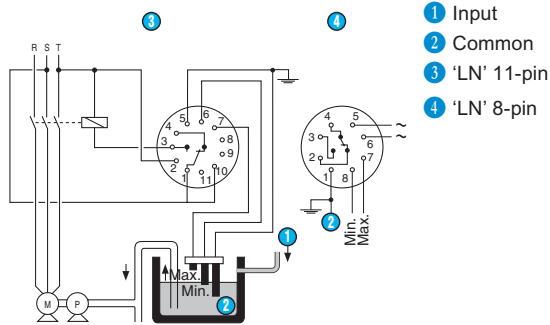 3
4
1 Input
2 Common
3 'LN' 11-pin
4 'LN' 8-pin
R S T
5 6
4 7
3 8
9
2 10
1 11
4 5 ~
~
3 6
2 7
1 8
2
Min.
Max.
1
Max.
Min.
2
M P